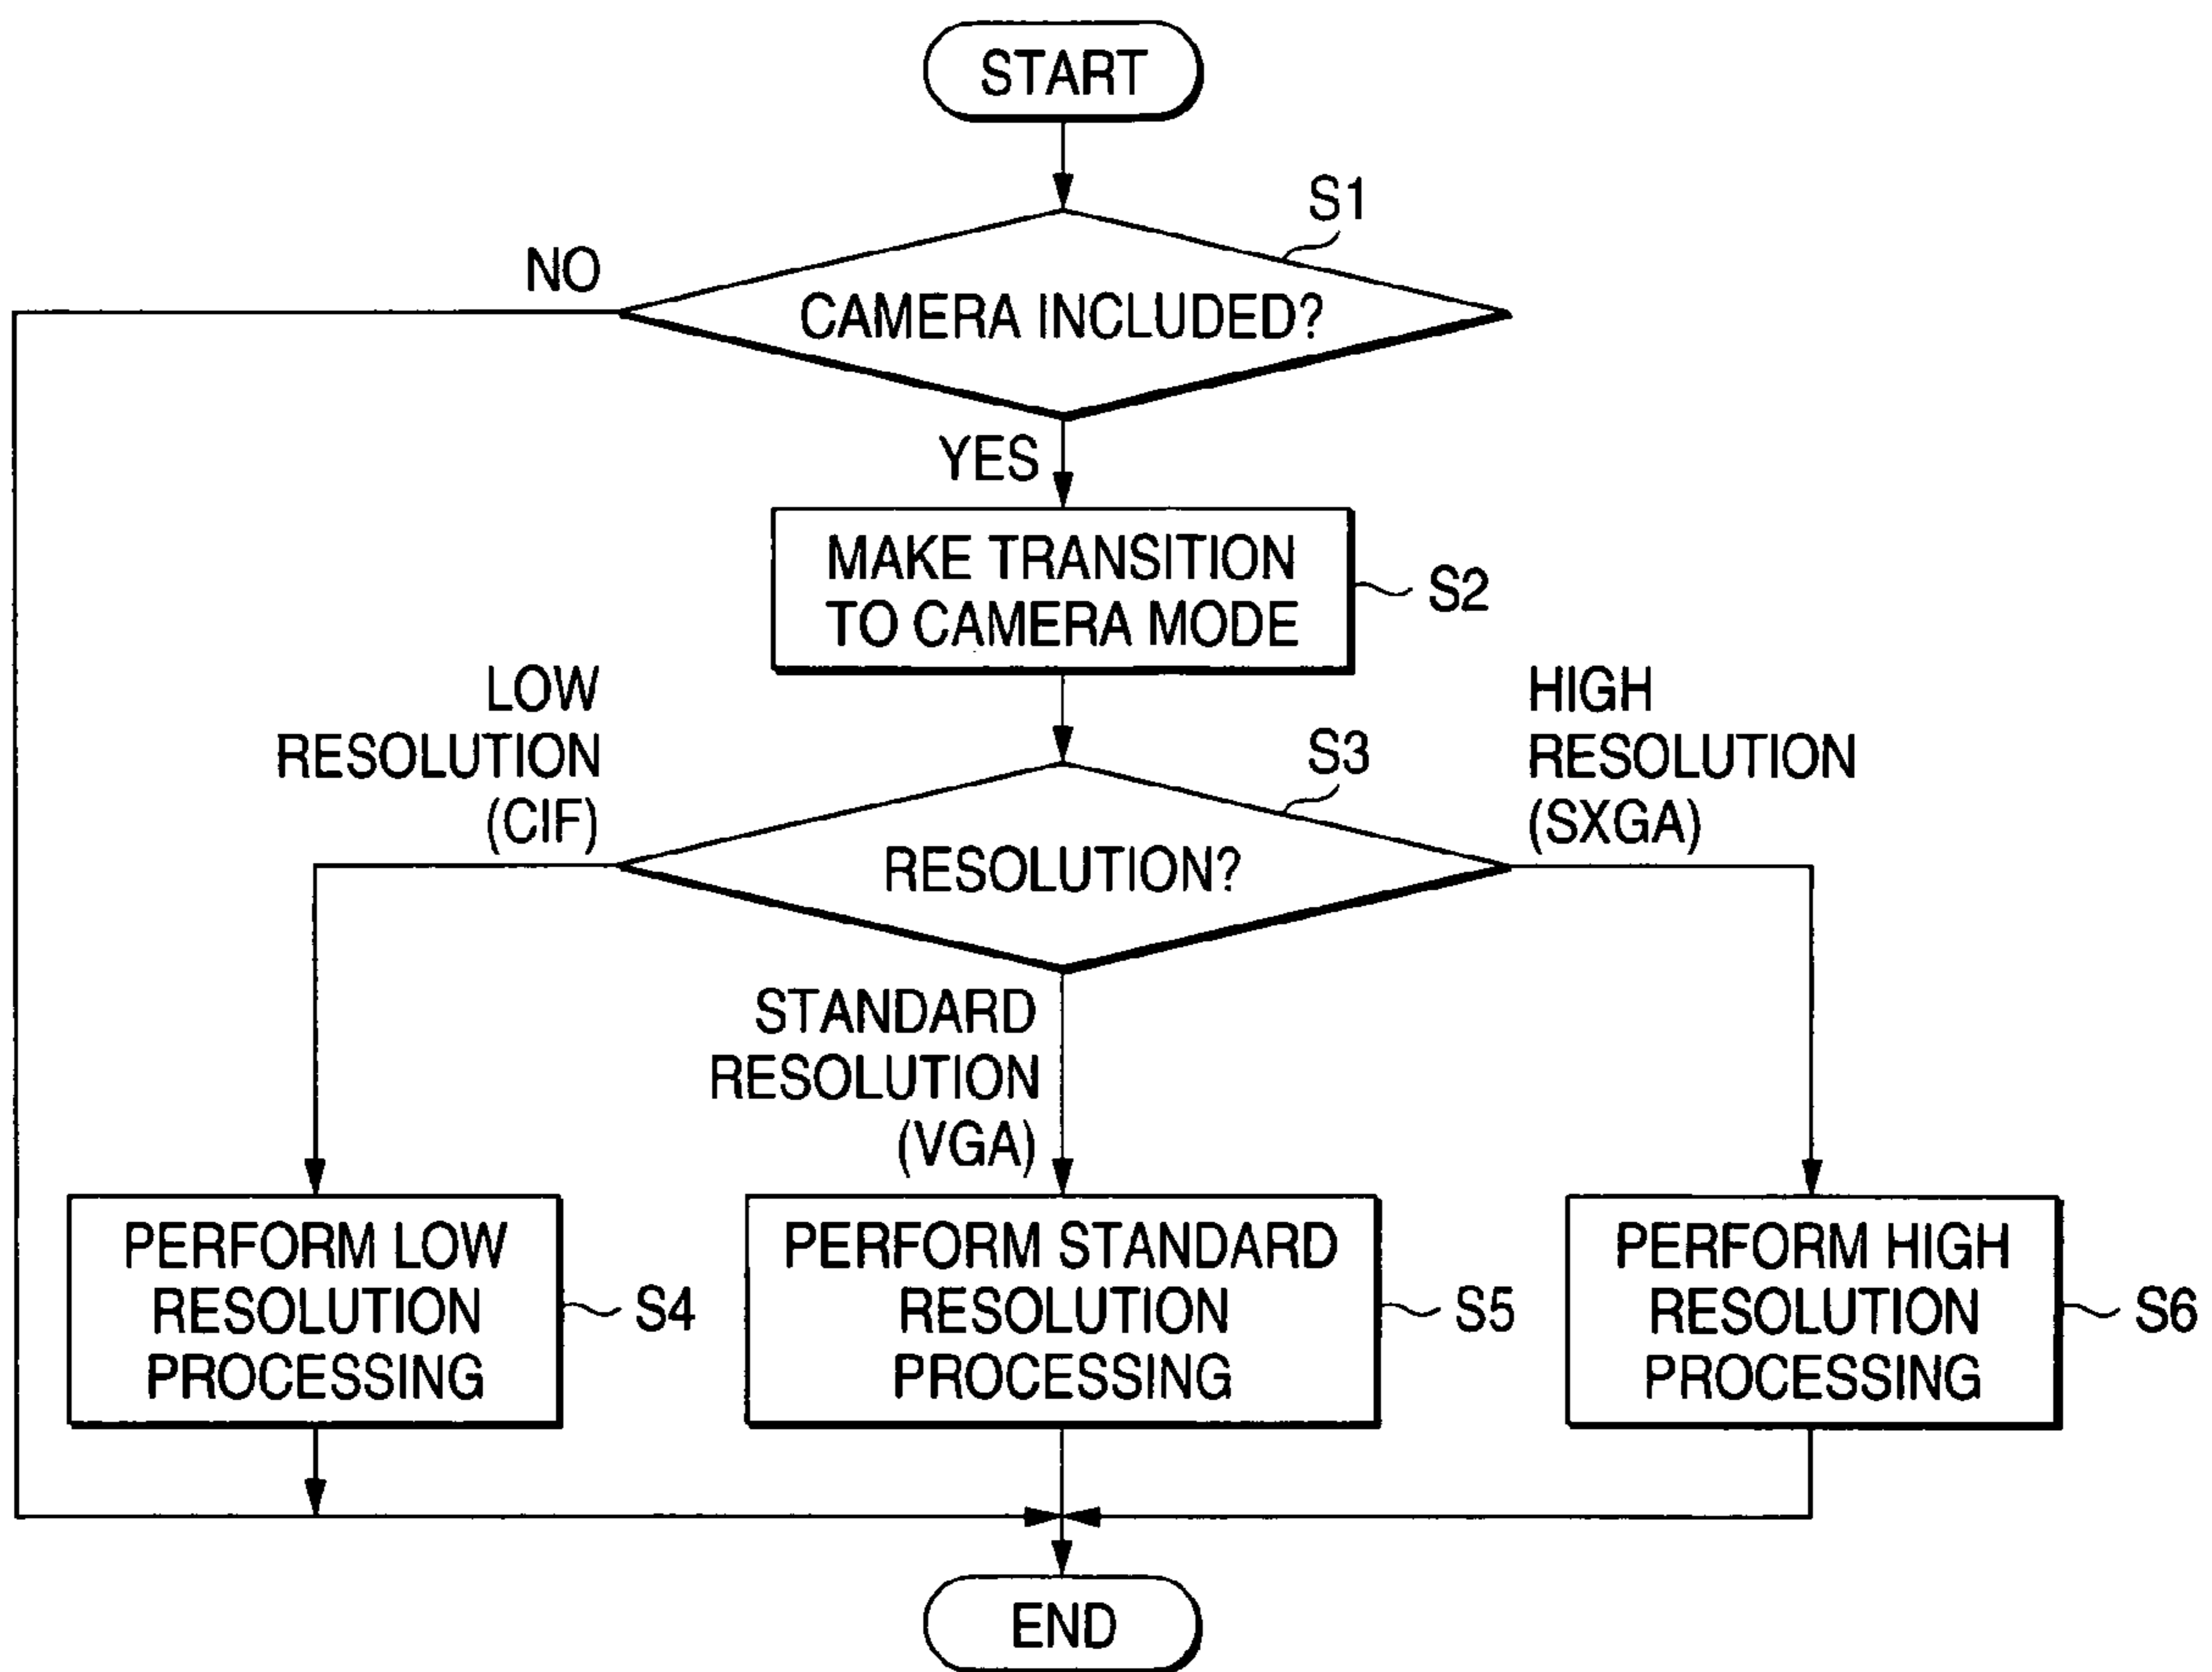 START
S1
NO
CAMERA INCLUDED?
YES
MAKE TRANSITION
TO CAMERA MODE
S2
LOW
RESOLUTION
(CIF)
HIGH
RESOLUTION
(SXGA)
S3
RESOLUTION?
STANDARD
RESOLUTION
(VGA)
PERFORM LOW
RESOLUTION
PROCESSING
S4
PERFORM STANDARD
RESOLUTION
PROCESSING
S5
PERFORM HIGH
RESOLUTION
PROCESSING
S6
END